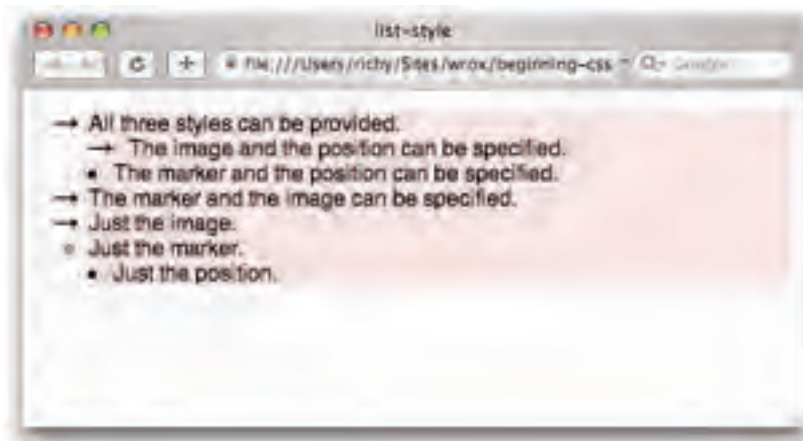 list-style
file:///Users/richy/Sites/wrox/beginning-css
All three styles can be provided.
The image and the position can be specified.
The marker and the position can be specified.
The marker and the image can be specified.
Just the image.
Just the marker.
Just the position.